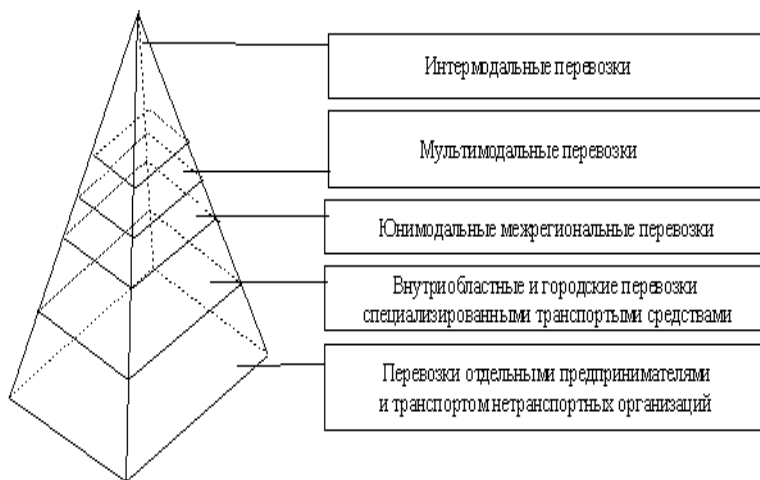 Интермодальные перевозки
Мультимодальные перевозки
Юнимодальные межрегиональные перевозки
Внутриобластные и городские перевозки
специализированными транспортыми средствами
Перевозки отдельными предпринимателями
и транспортом нетранспортных организаций